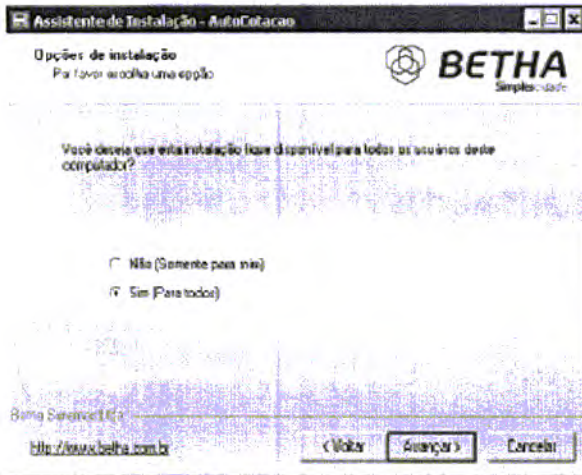 Assistente de Instalação - AutoCotacao
Opções de instalação
Por favor escolha uma opção
BETHA
Simplesmente
Você deseja que esta instalação fique disponível para todos os usuários deste
computador?
Não (Somente para mim)
Sim (Para todos)
Betha Sistemas Ltda
http://www.betha.com.br
< Voltar
Avançar >
Cancelar